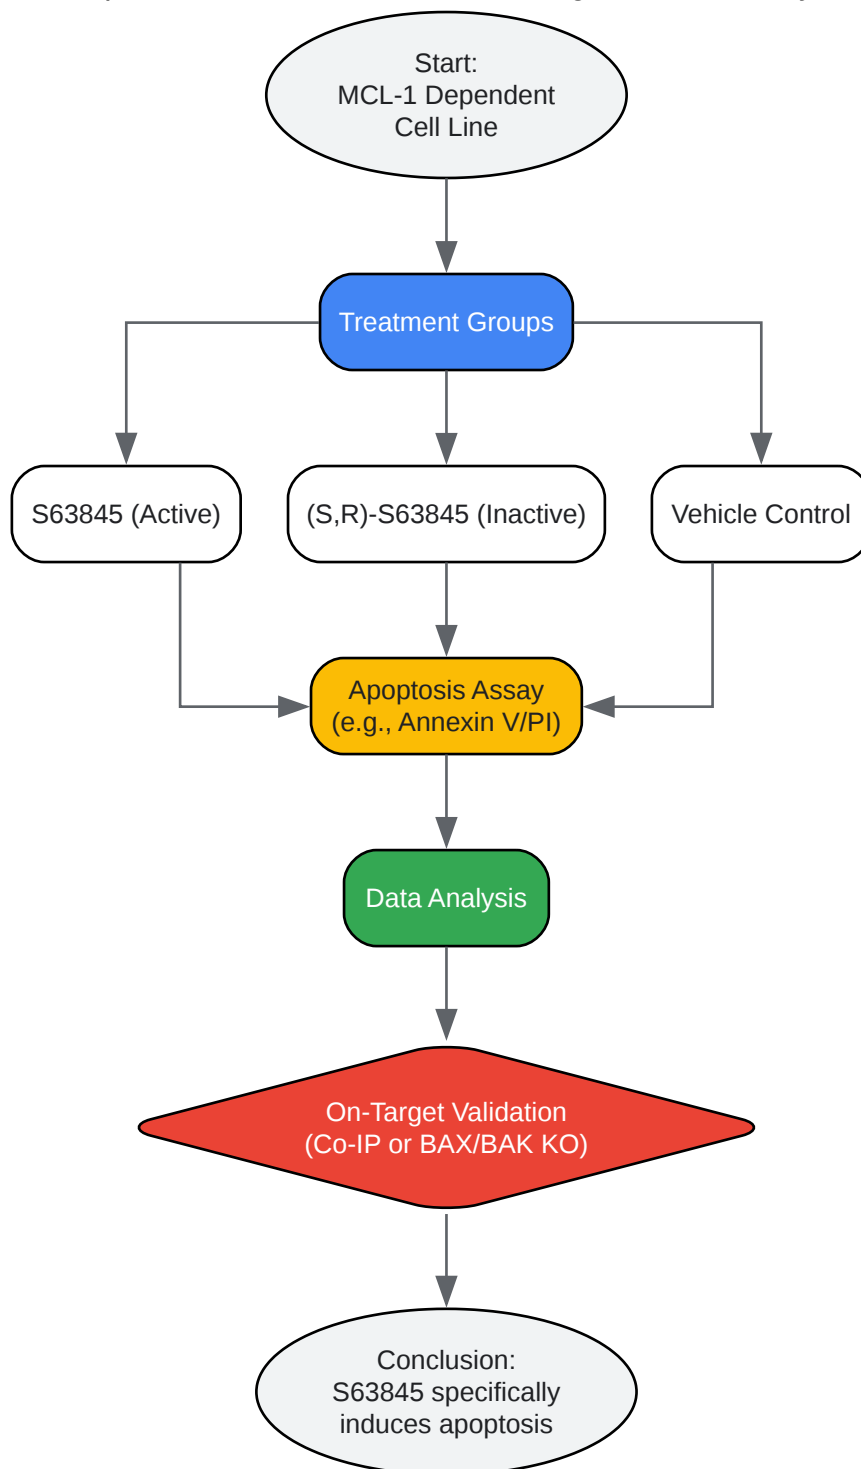 Start:
MCL-1 Dependent
Cell Line
Treatment Groups
S63845 (Active)
(S,R)-S63845 (Inactive)
Vehicle Control
Apoptosis Assay
(e.g., Annexin V/PI)
Data Analysis
On-Target Validation
(Co-IP or BAX/BAK KO)
Conclusion:
S63845 specifically
induces apoptosis